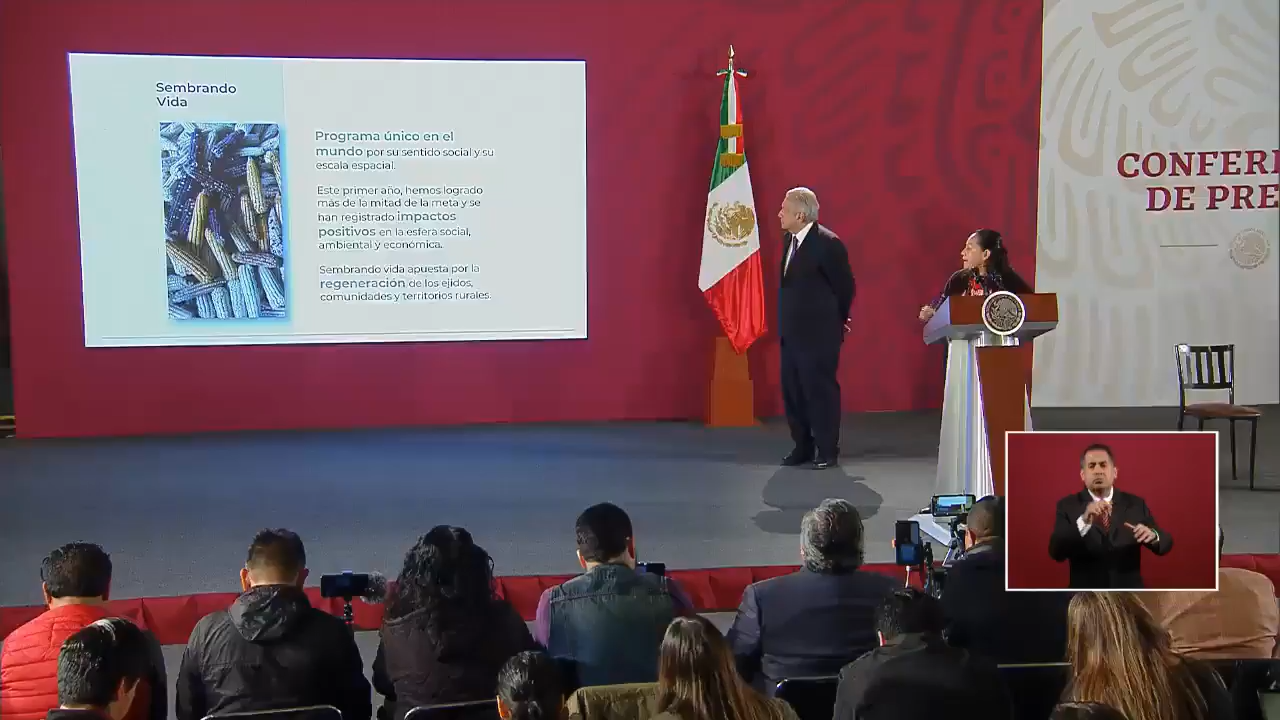 Sembrando
Vida
Programa único en el
mundo por su sentido social y su
escala espacial.
Este primer año, hemos logrado
más de la mitad de la meta y se
han registrado impactos
positivos en la esfera social,
ambiental y económica.
Sembrando vida apuesta por la
regeneración de los ejidos,
comunidades y territorios rurales.
CONFERE
DE PRE